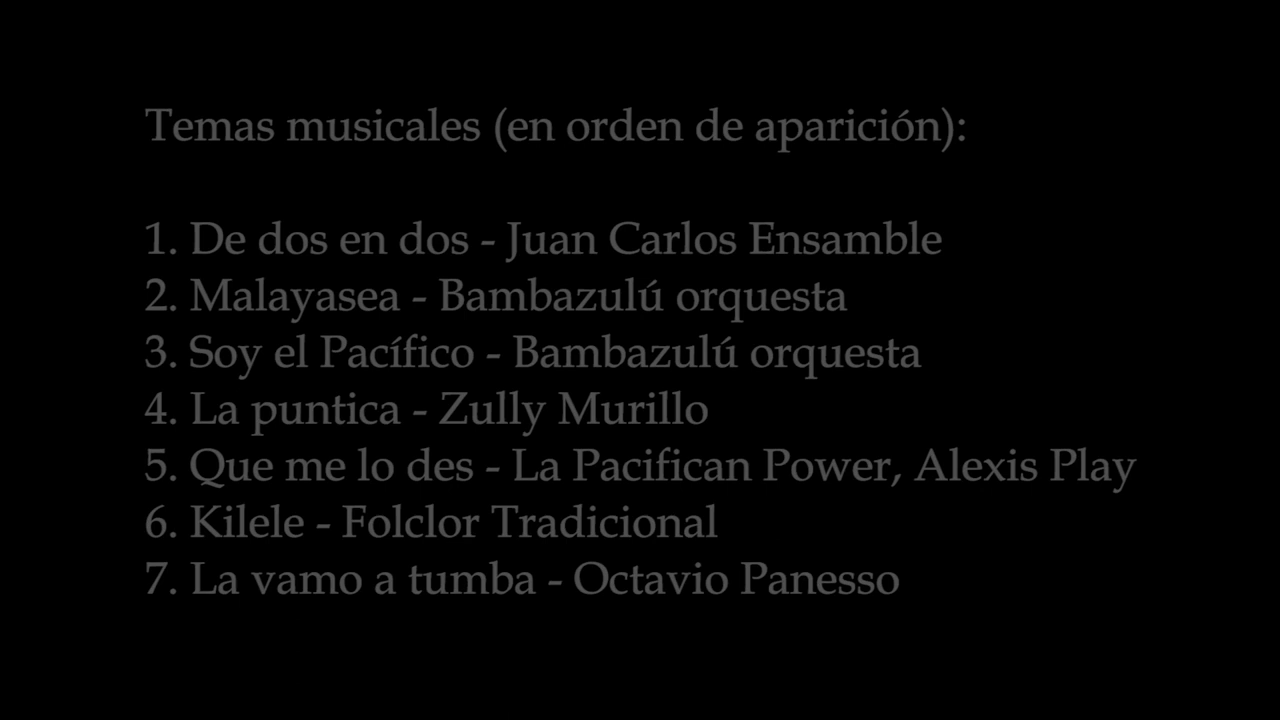 Temas musicales (en orden de aparición):
1. De dos en dos - Juan Carlos Ensamble
2. Malayasea - Bambazulú orquesta
3. Soy el Pacífico - Bambazulú orquesta
4. La puntica - Zully Murillo
5. Que me lo des - La Pacifican Power, Alexis Play
6. Kilele - Folclor Tradicional
7. La vamo a tumba - Octavio Panesso